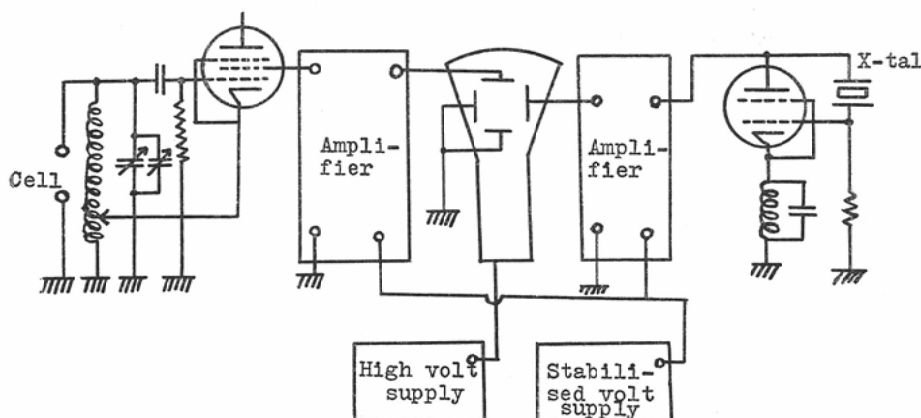 X-tal
Cell
Ampli-
fier
Ampli-
fier
High volt
supply
Stabili-
sed volt
supply